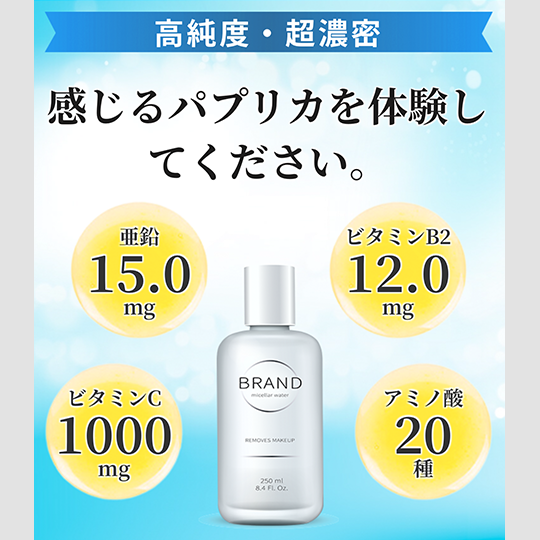 高純度・超濃密
感じるパプリカを体験し
てください。
亜鉛
15.0
mg
ビタミンB2
12.0
mg
BRAND
micellar water
REMOVES MAKEUP
250 ml
8.4 Fl. Oz.
ビタミンC
1000
mg
アミノ酸
20
種